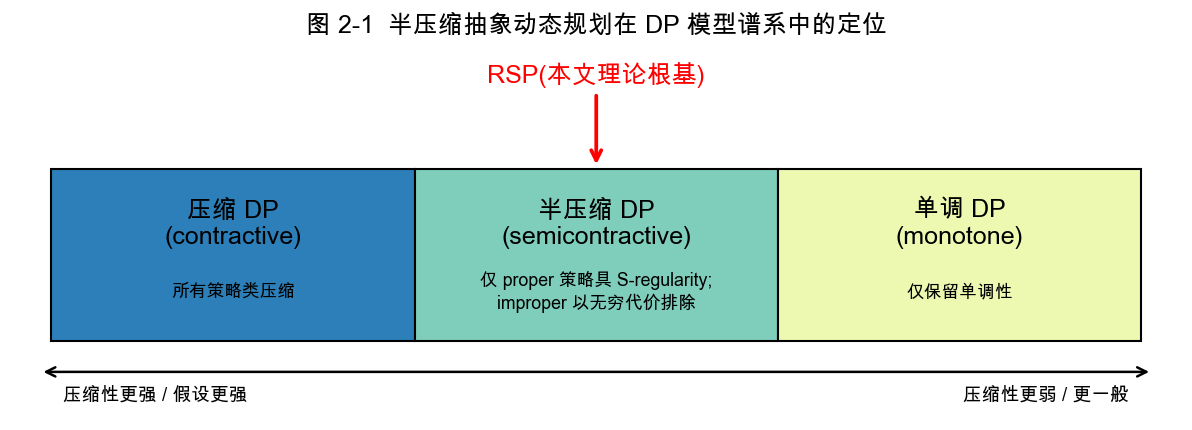 图 2-1 半压缩抽象动态规划在 DP 模型谱系中的定位
RSP(本文理论根基)
压缩 DP
(contractive)
所有策略类压缩
半压缩 DP
(semicontractive)
仅 proper 策略具 S-regularity;
improper 以无穷代价排除
单调 DP
(monotone)
仅保留单调性
压缩性更强 / 假设更强
压缩性更弱 / 更一般